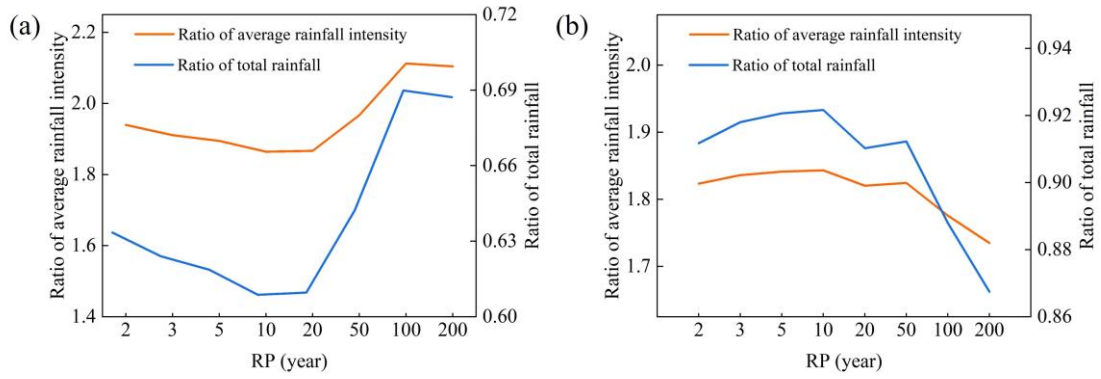 (a)
Ratio of average rainfall intensity
Ratio of total rainfall
2.2
2.0
1.8
1.6
1.4
Ratio of average rainfall intensity
0.72
0.69
0.66
0.63
0.60
Ratio of total rainfall
2 3 5 10 20 50 100 200
RP (year)
(b)
Ratio of average rainfall intensity
Ratio of total rainfall
2.0
1.9
1.8
1.7
Ratio of average rainfall intensity
0.94
0.92
0.90
0.88
0.86
Ratio of total rainfall
2 3 5 10 20 50 100 200
RP (year)